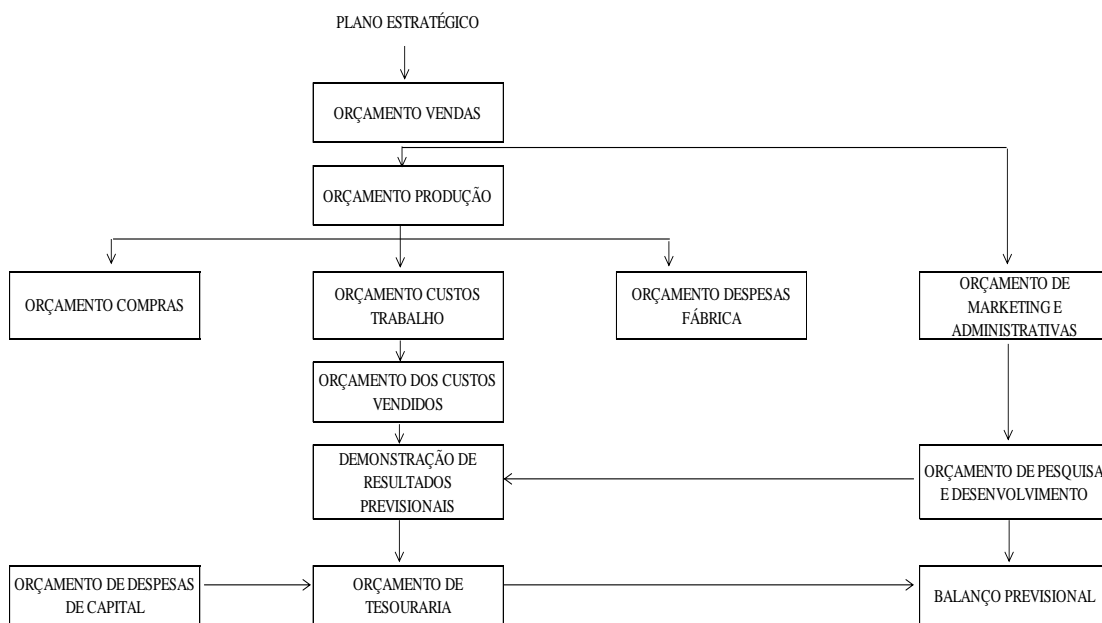 PLANO ESTRATÉGICO
ORÇAMENTO VENDAS
ORÇAMENTO PRODUÇÃO
ORÇAMENTO COMPRAS
ORÇAMENTO CUSTOS
TRABALHO
ORÇAMENTO DESPESAS
FÁBRICA
ORÇAMENTO DE
MARKETING E
ADMINISTRATIVAS
ORÇAMENTO DOS CUSTOS
VENDIDOS
DEMONSTRAÇÃO DE
RESULTADOS
PREVISIONAIS
ORÇAMENTO DE PESQUISA
E DESENVOLVIMENTO
ORÇAMENTO DE DESPESAS
DE CAPITAL
ORÇAMENTO DE
TESOURARIA
BALANÇO PREVISIONAL